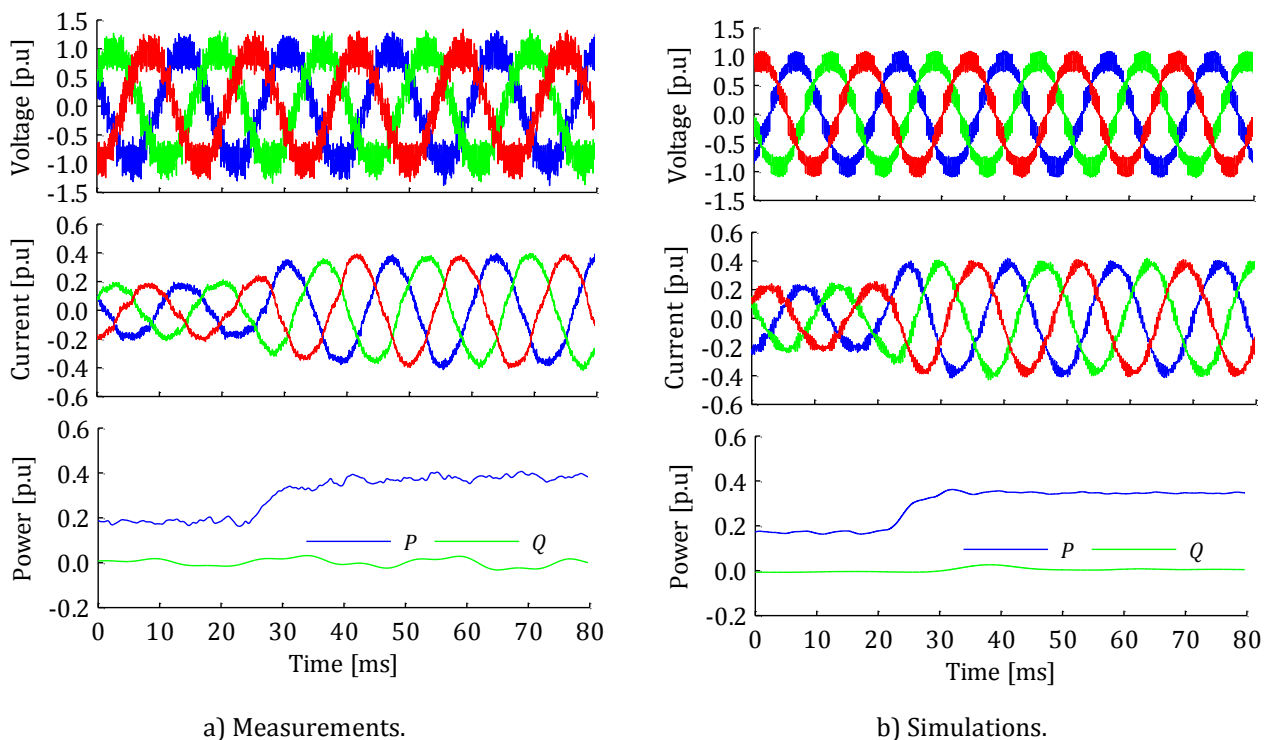 1.5
1.0
0.5
0.0
-0.5
-1.0
-1.5
Voltage [p.u]
0.6
0.4
0.2
0.0
-0.2
-0.4
-0.6
Current [p.u]
0.6
0.4
0.2
0.0
-0.2
Power [p.u]
P
Q
0 10 20 30 40 50 60 70 80
Time [ms]
a) Measurements.
1.5
1.0
0.5
0.0
-0.5
-1.0
-1.5
Voltage [p.u]
0.6
0.4
0.2
0.0
-0.2
-0.4
-0.6
Current [p.u]
0.6
0.4
0.2
0.0
-0.2
Power [p.u]
P
Q
0 10 20 30 40 50 60 70 80
Time [ms]
b) Simulations.